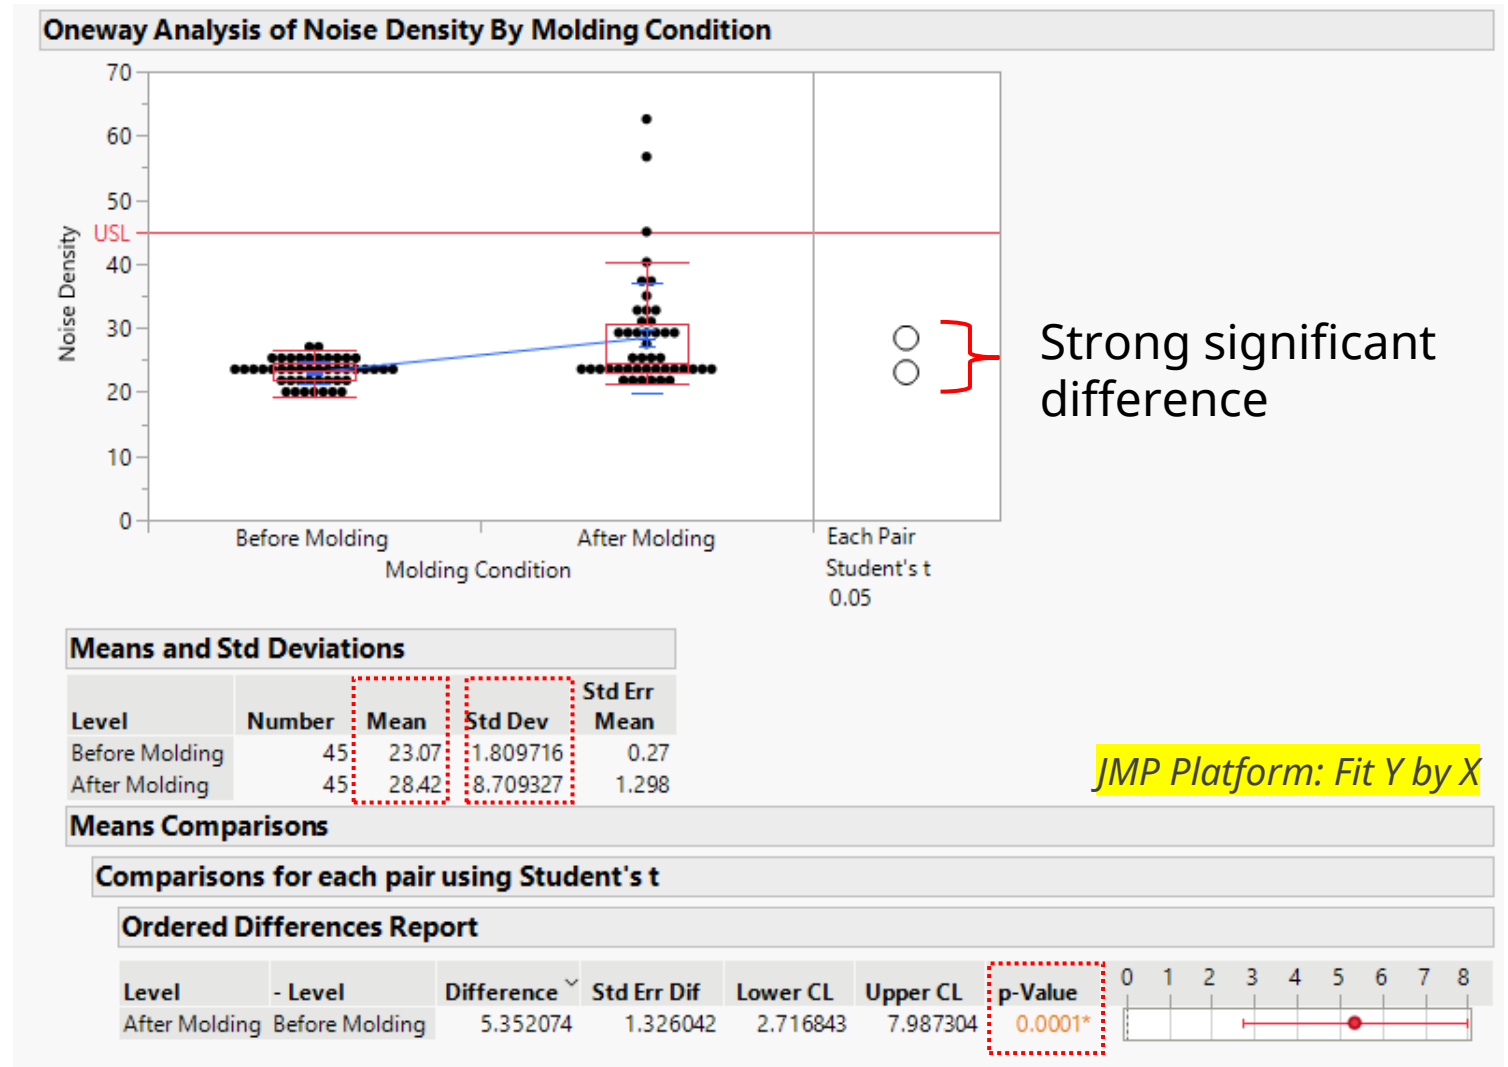 Oneway Analysis of Noise Density By Molding Condition
70
60
50
USL
40
30
20
10
0
Noise Density
Before Molding
After Molding
Molding Condition
Each Pair
Student's t
0.05
Strong significant
difference
Means and Std Deviations
Level Number Mean Std Dev Std Err Mean
Before Molding 45 23.07 1.809716 0.27
After Molding 45 28.42 8.709327 1.298
JMP Platform: Fit Y by X
Means Comparisons
Comparisons for each pair using Student's t
Ordered Differences Report
0 1 2 3 4 5 6 7 8
Level - Level Difference Std Err Dif Lower CL Upper CL p-Value
After Molding Before Molding 5.352074 1.326042 2.716843 7.987304 0.0001*